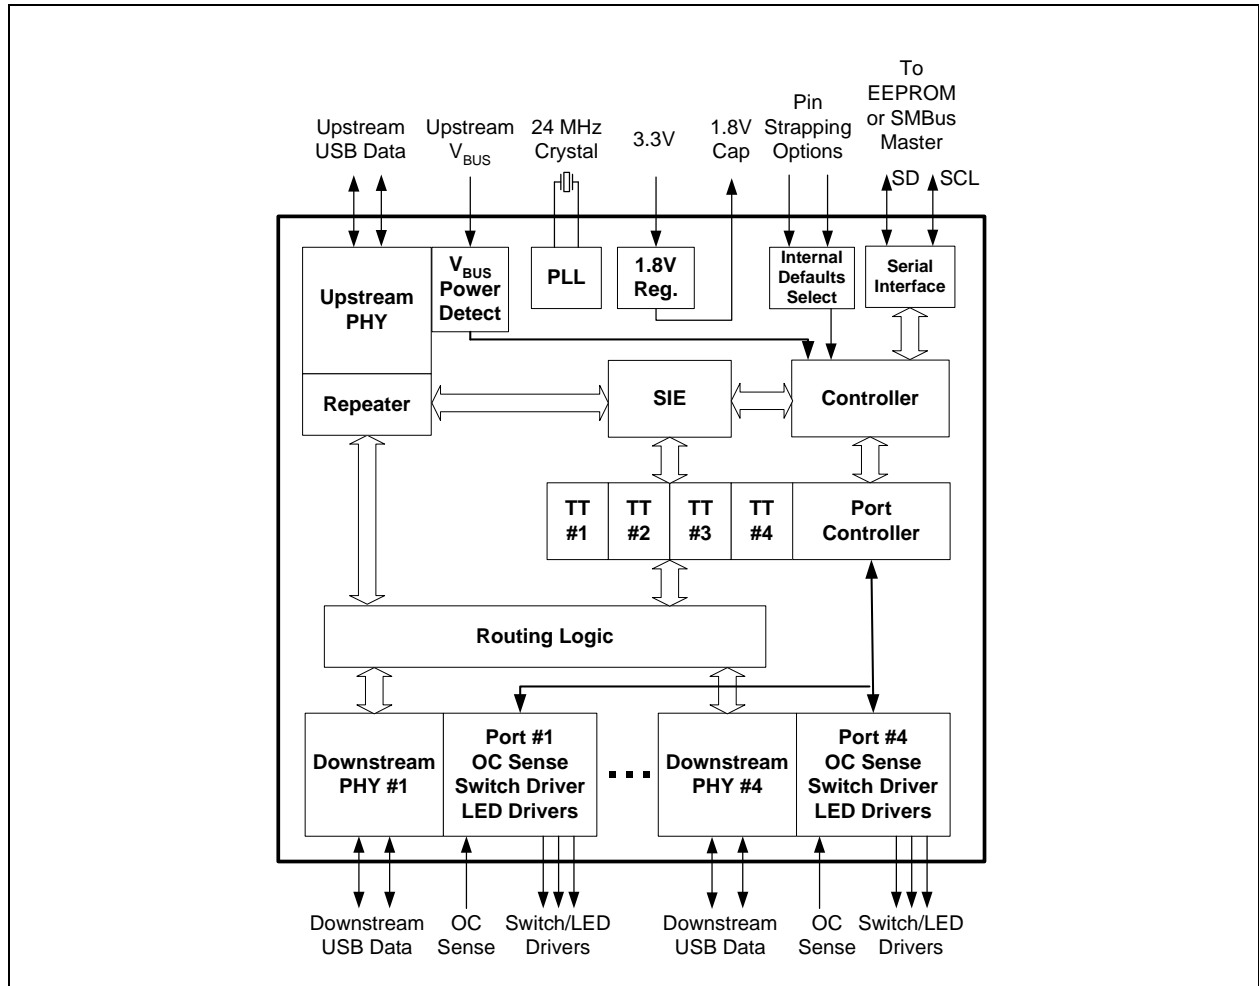 Upstream
USB Data
Upstream
VBUS
24 MHz
Crystal
3.3V
1.8V
Cap
Pin
Strapping
Options
To
EEPROM
or SMBus
Master
SD
SCL
Upstream
PHY
VBUS
Power
Detect
PLL
1.8V
Reg.
Internal
Defaults
Select
Serial
Interface
Repeater
SIE
Controller
TT
#1
TT
#2
TT
#3
TT
#4
Port
Controller
Routing Logic
Downstream
PHY #1
Port #1
OC Sense
Switch Driver
LED Drivers
Downstream
PHY #4
Port #4
OC Sense
Switch Driver
LED Drivers
Downstream
USB Data
OC
Sense
Switch/LED
Drivers
Downstream
USB Data
OC
Sense
Switch/LED
Drivers